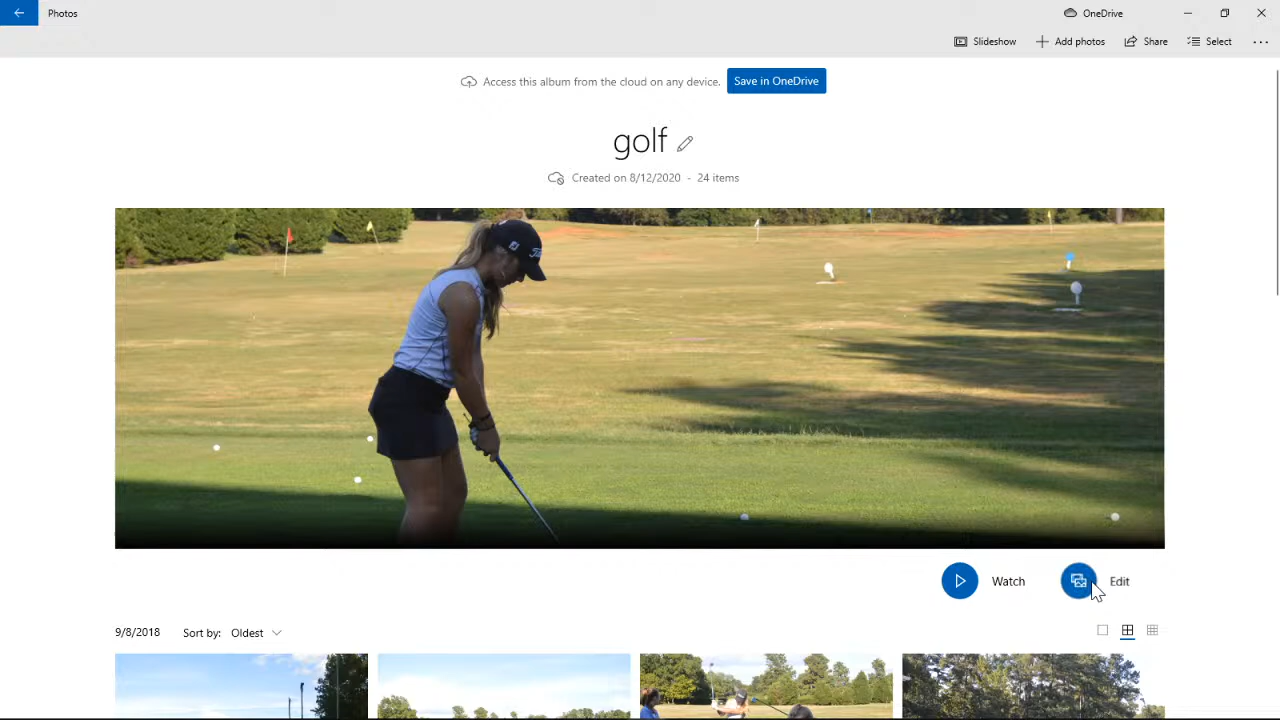 Photos
OneDrive
Slideshow
Add photos
Share
Select
Access this album from the cloud on any device.
Save in OneDrive
golf
Created on 8/12/2020 - 24 items
Watch
Edit
9/8/2018
Sort by: Oldest